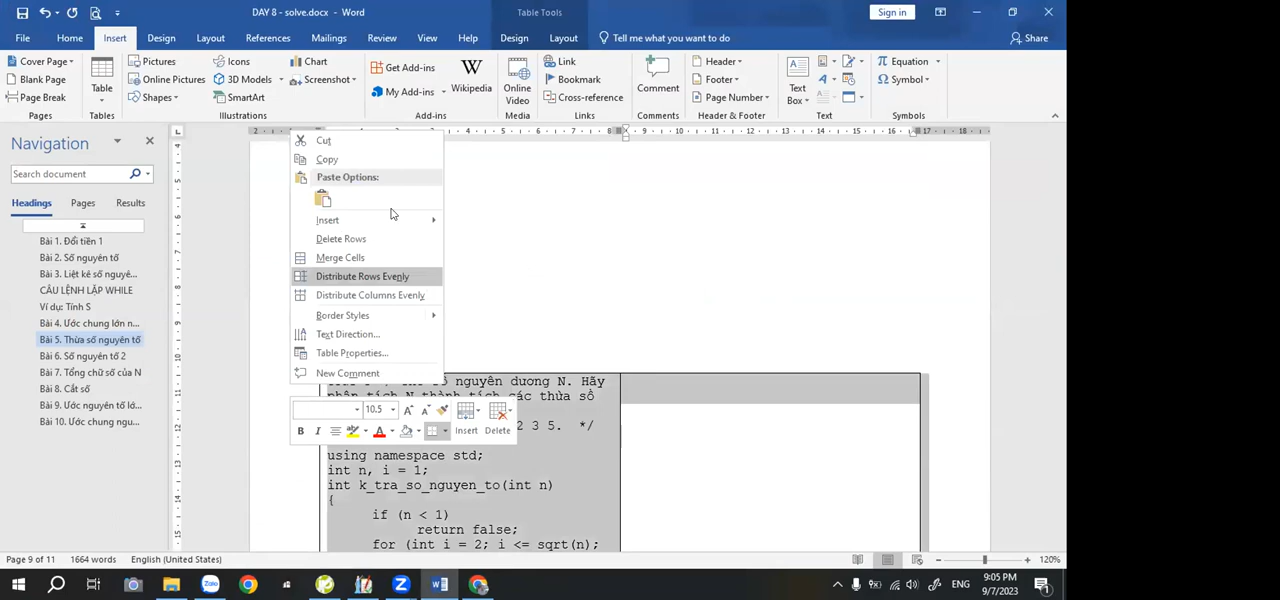 DAY 8 - solve.docx - Word
Table Tools
Sign in
File
Home
Insert
Design
Layout
References
Mailings
Review
View
Help
Design
Layout
Tell me what you want to do
Share
Cover Page
Blank Page
Page Break
Pages
Table
Tables
Pictures
Online Pictures
Shapes
Icons
3D Models
SmartArt
Chart
Screenshot
Illustrations
Get Add-ins
My Add-ins
Wikipedia
Add-ins
Online
Video
Media
Link
Bookmark
Cross-reference
Links
Comment
Comments
Header
Footer
Page Number
Header & Footer
Text
Box
Text
Equation
Symbol
Symbols
Navigation
Search document
Headings
Pages
Results
Bài 1. Đổi tiền 1
Bài 2. Số nguyên tố
Bài 3. Liệt kê số nguyê...
CÂU LỆNH LẶP WHILE
Ví dụ: Tính S
Bài 4. Ước chung lớn n...
Bài 5. Thừa số nguyên tố
Bài 6. Số nguyên tố 2
Bài 7. Tổng chữ số của N
Bài 8. Cắt số
Bài 9. Ước nguyên tố lớ...
Bài 10. Ước chung ngu...
Cut
Copy
Paste Options:
Insert
Delete Rows
Merge Cells
Distribute Rows Evenly
Distribute Columns Evenly
Border Styles
Text Direction...
Table Properties...
New Comment
10.5
B I
Insert
Delete
số nguyên dương N. Hãy
phân tích N thành tích các thừa số
2 3 5. */
using namespace std;
int n, i = 1;
int k_tra_so_nguyen_to(int n)
{
if (n < 1)
return false;
for (int i = 2; i <= sqrt(n);
Page 9 of 11
1664 words
English (United States)
120%
ENG
9:05 PM
9/7/2023